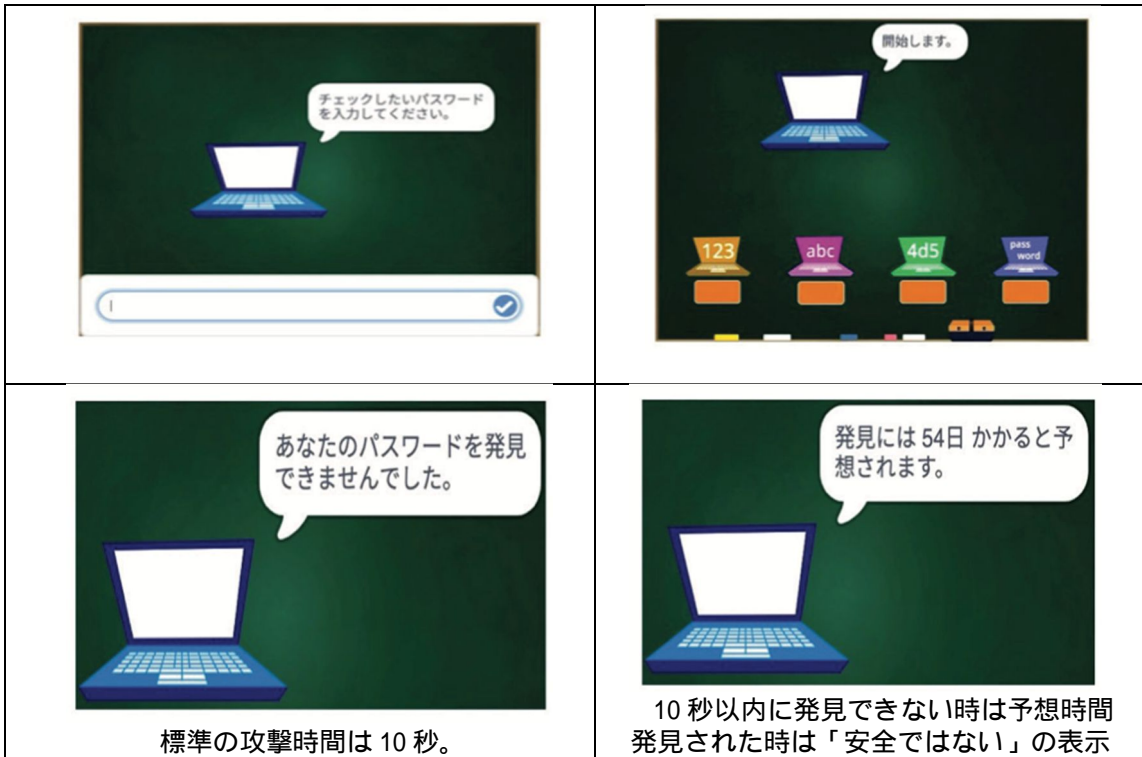 チェックしたいパスワード
を入力してください。
開始します。
123
abc
4d5
pass
word
あなたのパスワードを発見
できませんでした。
標準の攻撃時間は 10 秒。
発見には 54日 かかると予
想されます。
10 秒以内に発見できない時は予想時間
発見された時は「安全ではない」の表示